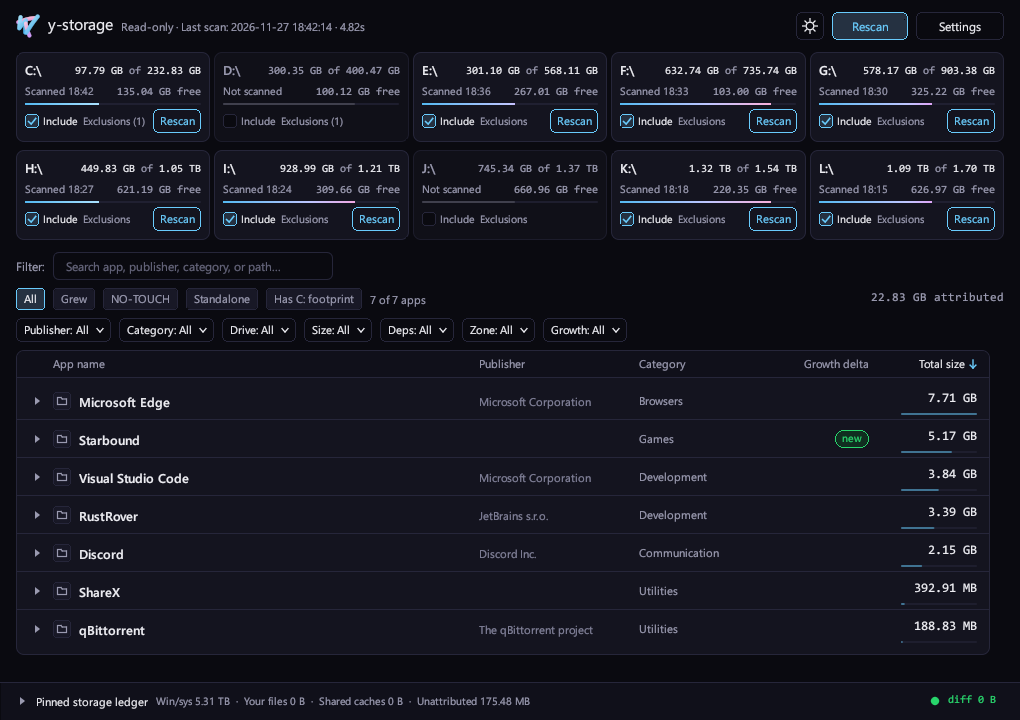 y-storage Read-only · Last scan: 2026-11-27 18:42:14 · 4.82s
Rescan
Settings
C:\ 97.79 GB of 232.83 GB
Scanned 18:42 135.04 GB free
Include Exclusions (1) Rescan
D:\ 300.35 GB of 400.47 GB
Not scanned 100.12 GB free
Include Exclusions (1)
E:\ 301.10 GB of 568.11 GB
Scanned 18:36 267.01 GB free
Include Exclusions Rescan
F:\ 632.74 GB of 735.74 GB
Scanned 18:33 103.00 GB free
Include Exclusions Rescan
G:\ 578.17 GB of 903.38 GB
Scanned 18:30 325.22 GB free
Include Exclusions Rescan
H:\ 449.83 GB of 1.05 TB
Scanned 18:27 621.19 GB free
Include Exclusions Rescan
I:\ 928.99 GB of 1.21 TB
Scanned 18:24 309.66 GB free
Include Exclusions Rescan
J:\ 745.34 GB of 1.37 TB
Not scanned 660.96 GB free
Include Exclusions
K:\ 1.32 TB of 1.54 TB
Scanned 18:18 220.35 GB free
Include Exclusions Rescan
L:\ 1.09 TB of 1.70 TB
Scanned 18:15 626.97 GB free
Include Exclusions Rescan
Filter: Search app, publisher, category, or path...
All Grew NO-TOUCH Standalone Has C: footprint 7 of 7 apps 22.83 GB attributed
Publisher: All Category: All Drive: All Size: All Deps: All Zone: All Growth: All
App name Publisher Category Growth delta Total size ↓
Microsoft Edge Microsoft Corporation Browsers 7.71 GB
Starbound Games new 5.17 GB
Visual Studio Code Microsoft Corporation Development 3.84 GB
RustRover JetBrains s.r.o. Development 3.39 GB
Discord Discord Inc. Communication 2.15 GB
ShareX Utilities 392.91 MB
qBittorrent The qBittorrent project Utilities 188.83 MB
Pinned storage ledger Win/sys 5.31 TB · Your files 0 B · Shared caches 0 B · Unattributed 175.48 MB diff 0 B